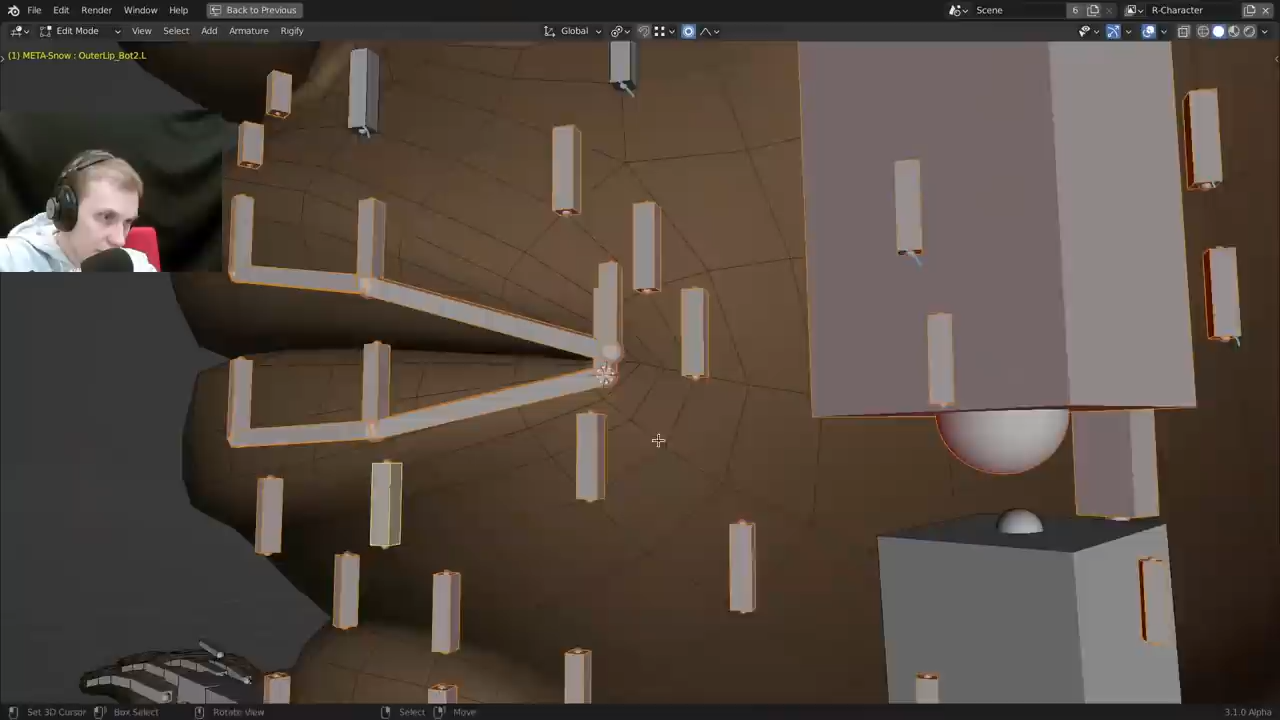 File Edit Render Window Help Back to Previous Scene 6 R-Character
Edit Mode View Select Add Armature Rigify Global
(1) META-Snow : OuterLip_Bot2.L
Set 3D Cursor Box Select Rotate View Select Move 3.1.0 Alpha